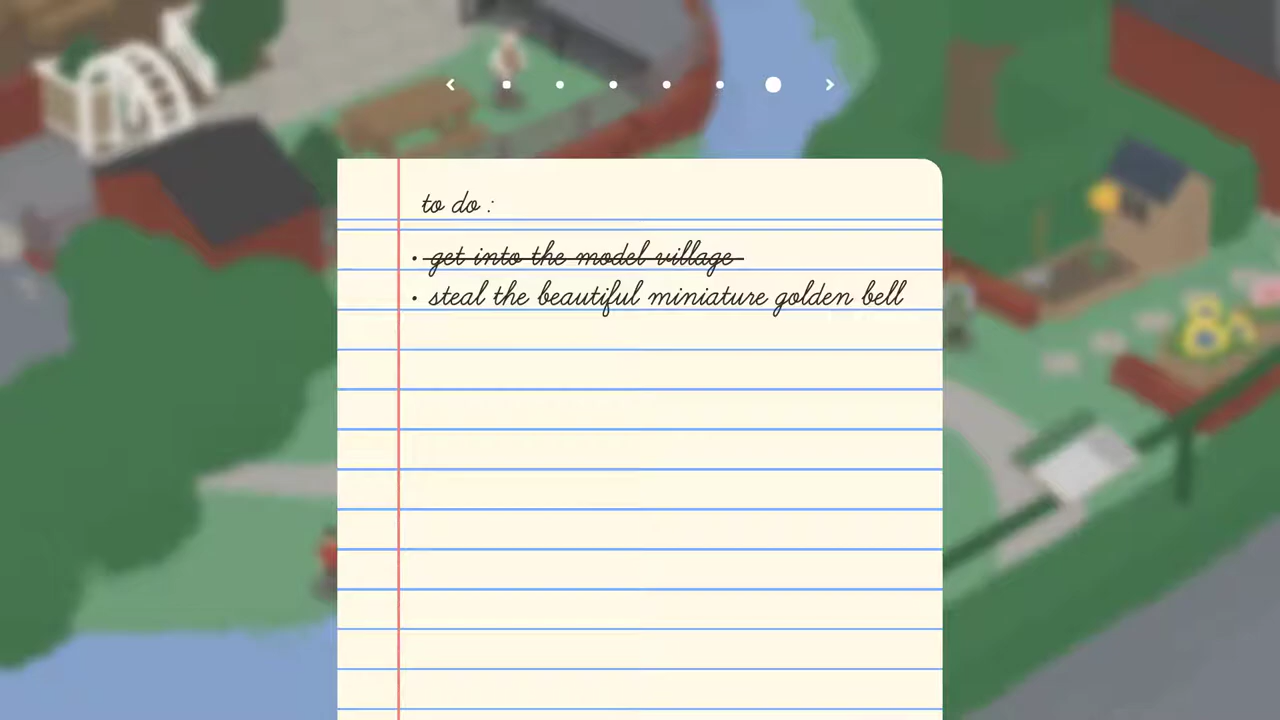 to do :
• get into the model village
• steal the beautiful miniature golden bell